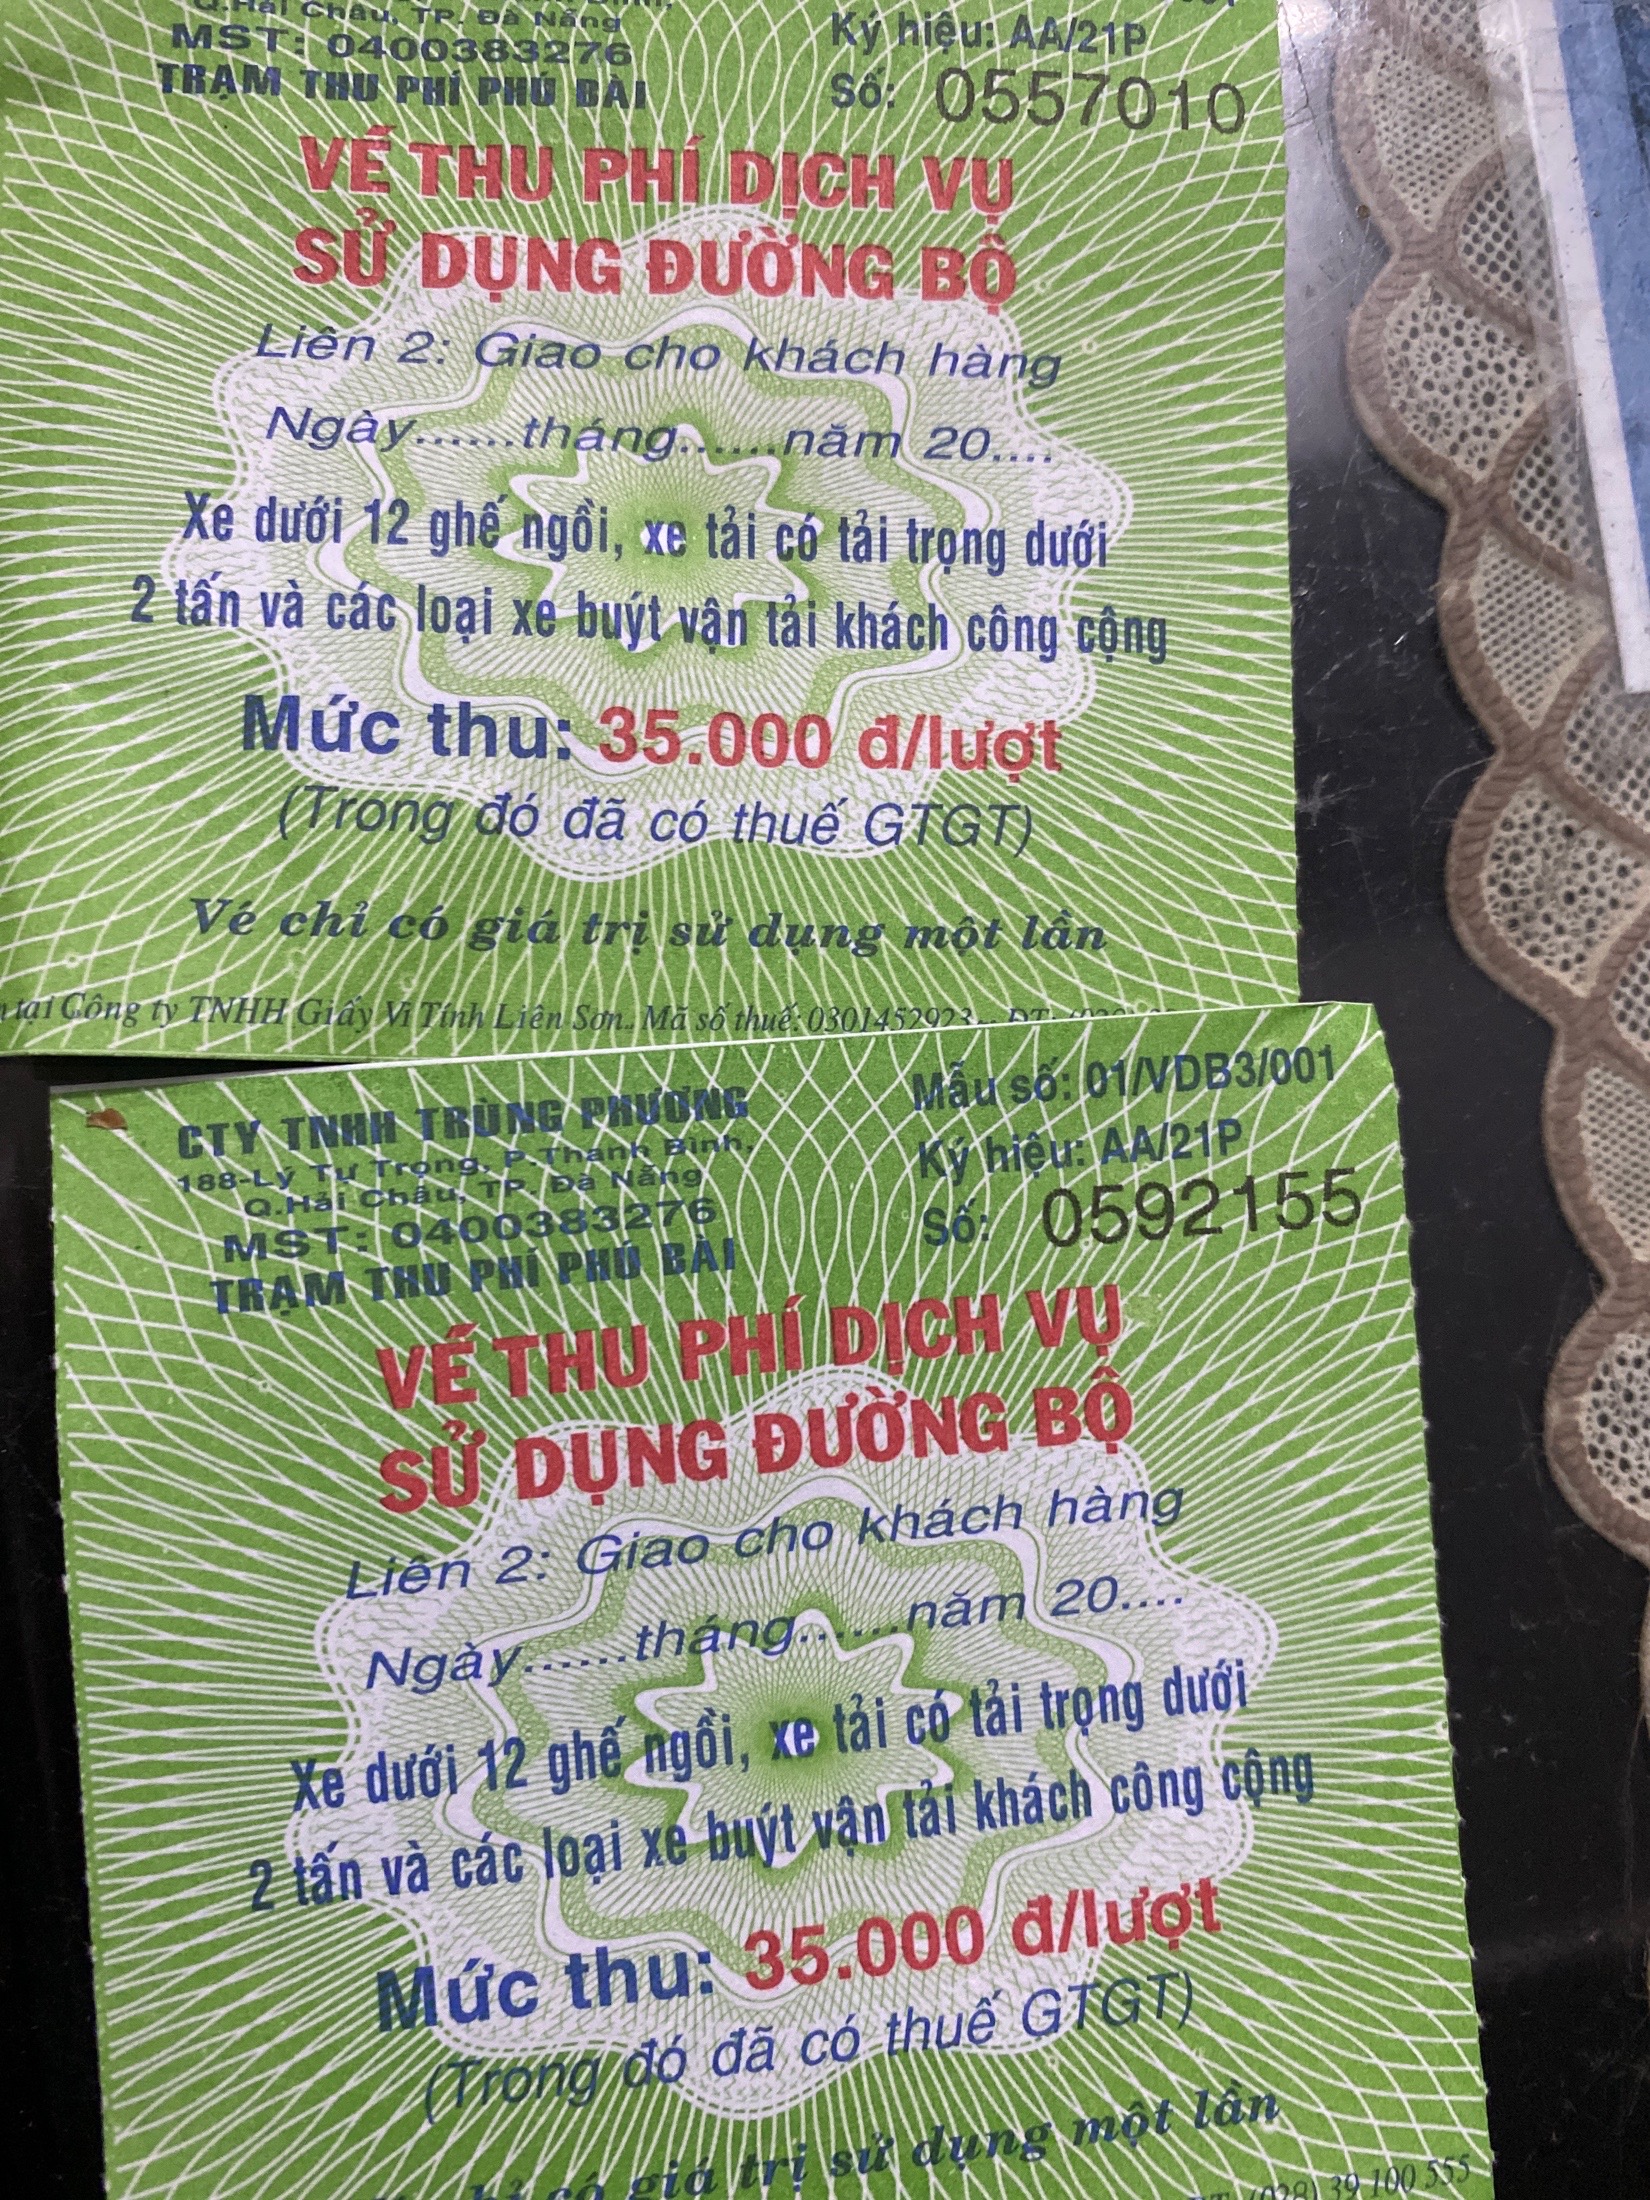 Q.Hải Châu, TP. Đà Nẵng
MST: 0400383276
TRẠM THU PHÍ PHÚ BÀI
Ký hiệu: AA/21P
Số: 0557010
VÉ THU PHÍ DỊCH VỤ
SỬ DỤNG ĐƯỜNG BỘ
Liên 2: Giao cho khách hàng
Ngày......tháng......năm 20....
Xe dưới 12 ghế ngồi, xe tải có tải trọng dưới
2 tấn và các loại xe buýt vận tải khách công cộng
Mức thu: 35.000 đ/lượt
(Trong đó đã có thuế GTGT)
Vé chỉ có giá trị sử dụng một lần
tại Công ty TNHH Giấy Vi Tính Liên Sơn.. Mã số thuế: 0301452923 - ĐT:
CTY TNHH TRÙNG PHƯƠNG
188-Lý Tự Trọng, P.Thanh Bình,
Q.Hải Châu, TP. Đà Nẵng
MST: 0400383276
TRẠM THU PHÍ PHÚ BÀI
Mẫu số: 01/VDB3/001
Ký hiệu: AA/21P
Số: 0592155
VÉ THU PHÍ DỊCH VỤ
SỬ DỤNG ĐƯỜNG BỘ
Liên 2: Giao cho khách hàng
Ngày......tháng......năm 20....
Xe dưới 12 ghế ngồi, xe tải có tải trọng dưới
2 tấn và các loại xe buýt vận tải khách công cộng
Mức thu: 35.000 đ/lượt
(Trong đó đã có thuế GTGT)
chỉ có giá trị sử dụng một lần
ĐT: (028) 39 100 555